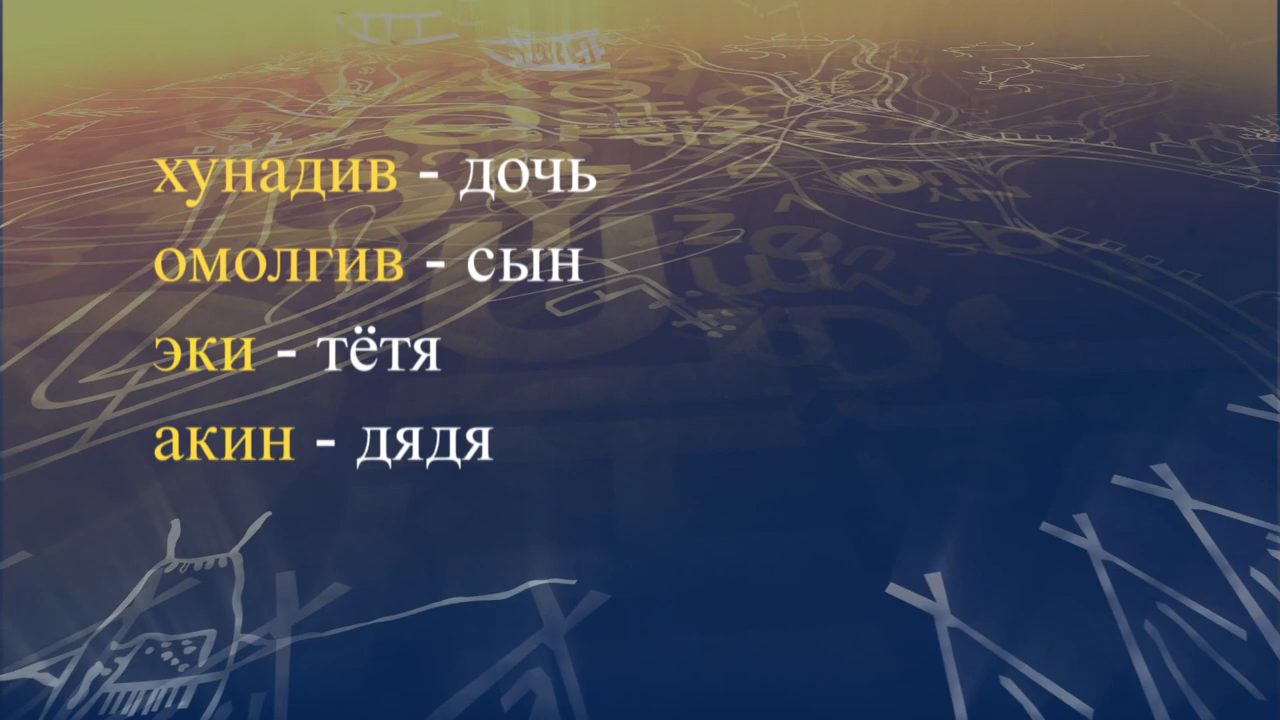 хунадив - дочь
омолгив - сын
эки - тётя
акин - дядя